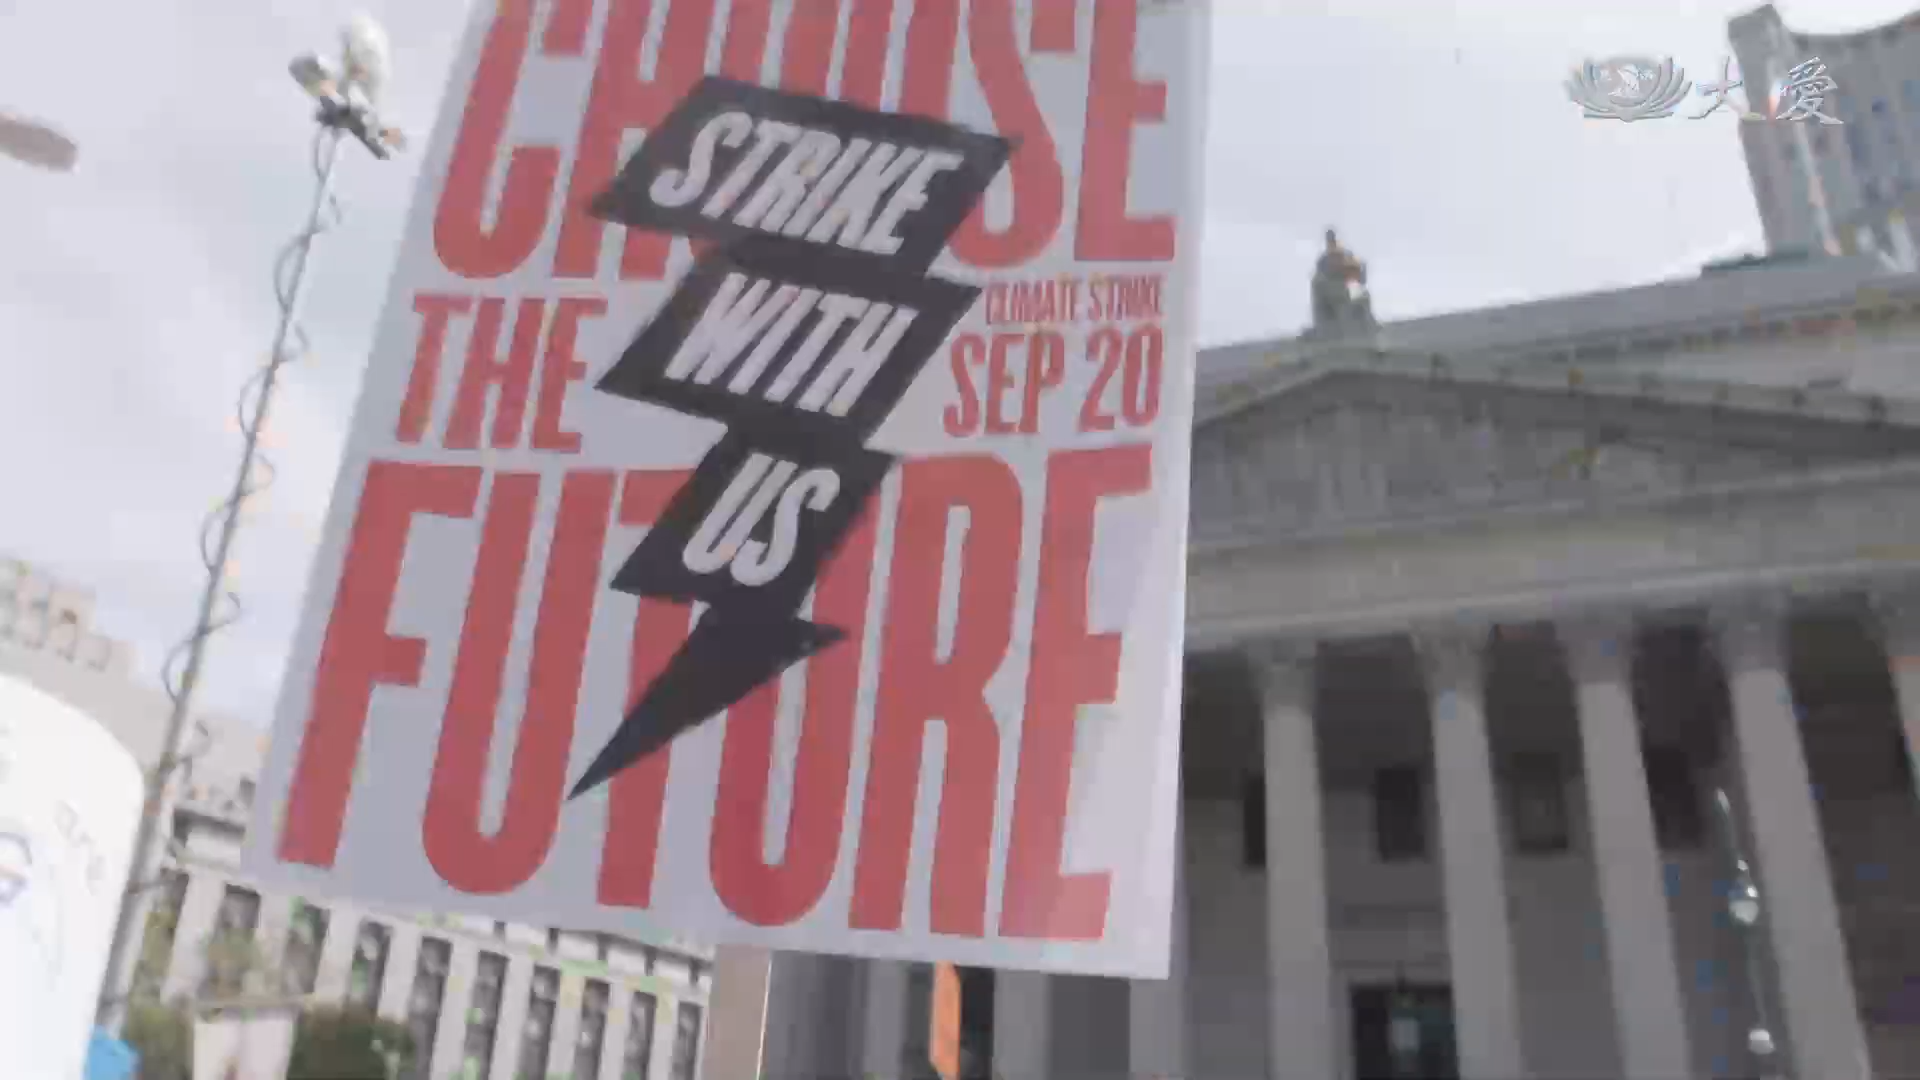 大愛
CHOOSE
STRIKE
WITH
US
THE
CLIMATE STRIKE
SEP 20
FUTURE